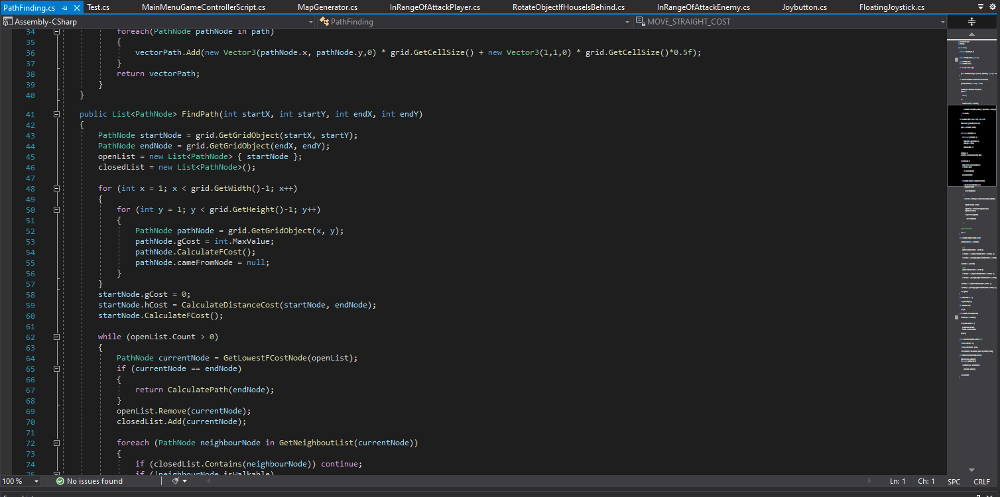 PathFinding.cs Test.cs MainMenuGameControllerScript.cs MapGenerator.cs InRangeOfAttackPlayer.cs RotateObjectIfHouseIsBehind.cs InRangeOfAttackEnemy.cs Joybutton.cs FloatingJoystick.cs
Assembly-CSharp PathFinding MOVE_STRAIGHT_COST
34 foreach(PathNode pathNode in path)
35 {
36 vectorPath.Add(new Vector3(pathNode.x, pathNode.y,0) * grid.GetCellSize() + new Vector3(1,1,0) * grid.GetCellSize()*0.5f);
37 }
38 return vectorPath;
39 }
40 }
41 public List<PathNode> FindPath(int startX, int startY, int endX, int endY)
42 {
43 PathNode startNode = grid.GetGridObject(startX, startY);
44 PathNode endNode = grid.GetGridObject(endX, endY);
45 openList = new List<PathNode> { startNode };
46 closedList = new List<PathNode>();
47
48 for (int x = 1; x < grid.GetWidth()-1; x++)
49 {
50 for (int y = 1; y < grid.GetHeight()-1; y++)
51 {
52 PathNode pathNode = grid.GetGridObject(x, y);
53 pathNode.gCost = int.MaxValue;
54 pathNode.CalculateFCost();
55 pathNode.cameFromNode = null;
56 }
57 }
58 startNode.gCost = 0;
59 startNode.hCost = CalculateDistanceCost(startNode, endNode);
60 startNode.CalculateFCost();
61
62 while (openList.Count > 0)
63 {
64 PathNode currentNode = GetLowestFCostNode(openList);
65 if (currentNode == endNode)
66 {
67 return CalculatePath(endNode);
68 }
69 openList.Remove(currentNode);
70 closedList.Add(currentNode);
71
72 foreach (PathNode neighbourNode in GetNeighboutList(currentNode))
73 {
74 if (closedList.Contains(neighbourNode)) continue;
75 if (!neighbourNode.isWalkable)
100 % No issues found Ln: 1 Ch: 1 SPC CRLF